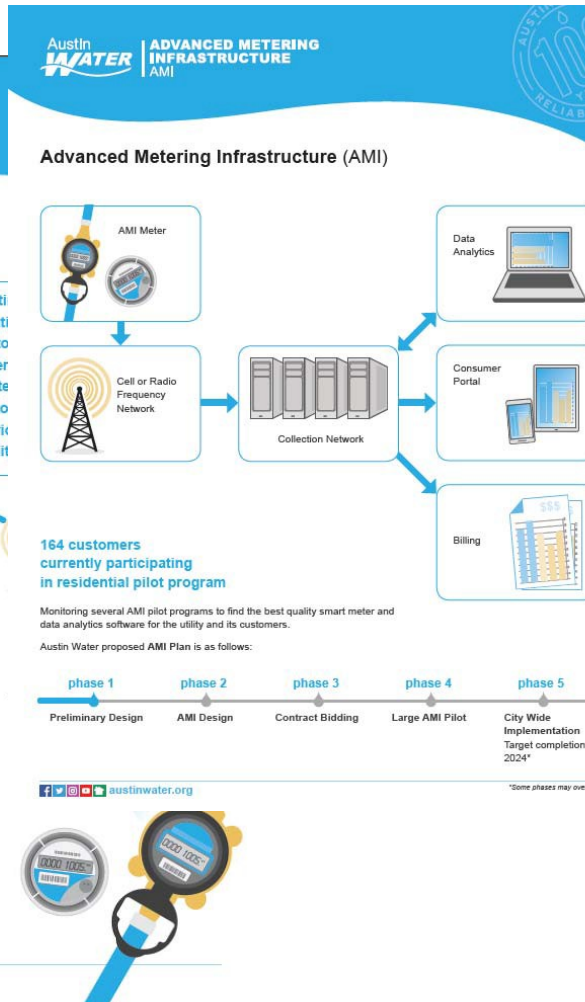 Austin
WATER
ADVANCED METERING
INFRASTRUCTURE
AMI
Advanced Metering Infrastructure (AMI)
AMI Meter
Data
Analytics
Cell or Radio
Frequency
Network
Collection Network
Consumer
Portal
Billing
$$$
164 customers
currently participating
in residential pilot program
Monitoring several AMI pilot programs to find the best quality smart meter and
data analytics software for the utility and its customers.
Austin Water proposed AMI Plan is as follows:
phase 1 phase 2 phase 3 phase 4 phase 5
Preliminary Design AMI Design Contract Bidding Large AMI Pilot City Wide
Implementation
Target completion
2024*
austinwater.org
*Some phases may
0000 1005
0000 1005